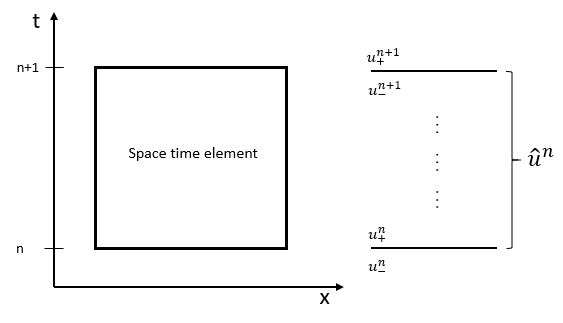 t
n+1
Space time element
n
x
u₊ⁿ⁺¹
u₋ⁿ⁺¹
⋮ ⋮ ⋮
ûⁿ
u₊ⁿ
u₋ⁿ